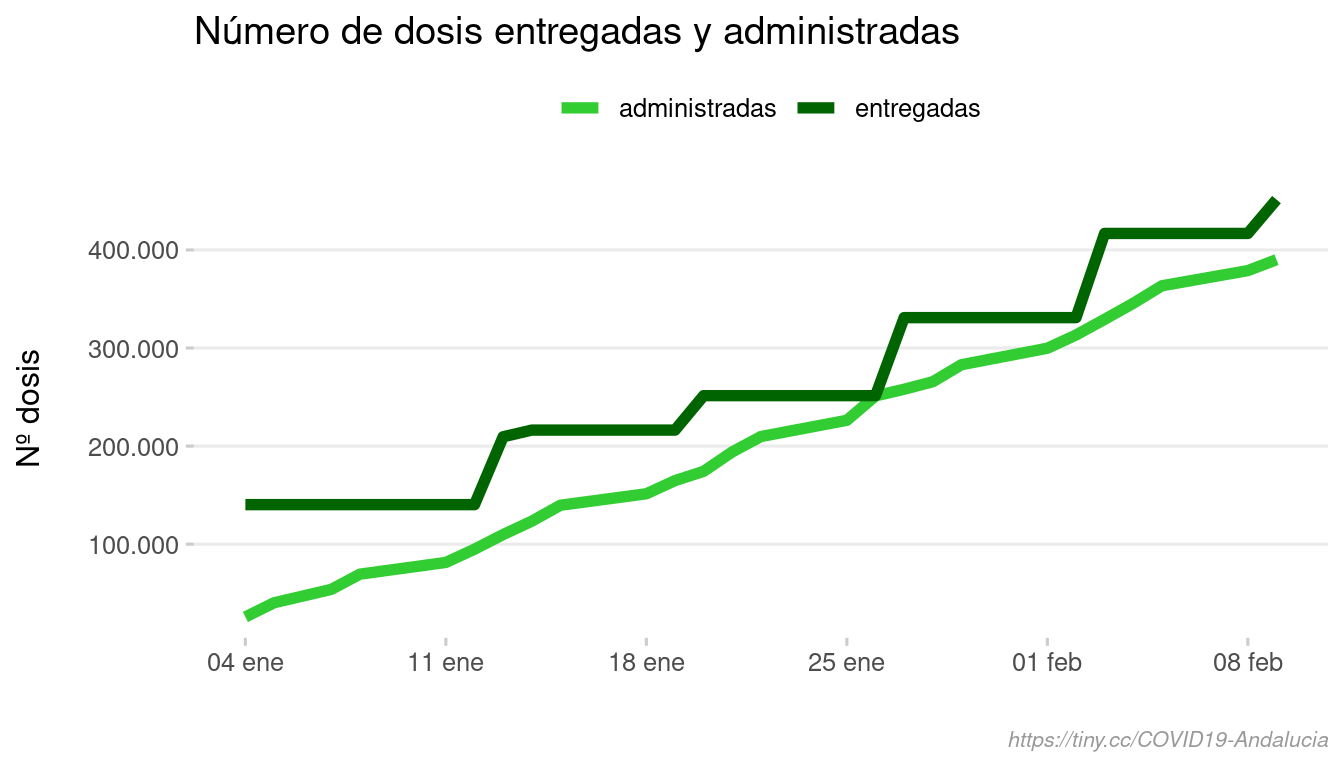 Número de dosis entregadas y administradas
administradas entregadas
400.000
300.000
200.000
100.000
Nº dosis
04 ene 11 ene 18 ene 25 ene 01 feb 08 feb
https://tiny.cc/COVID19-Andalucia